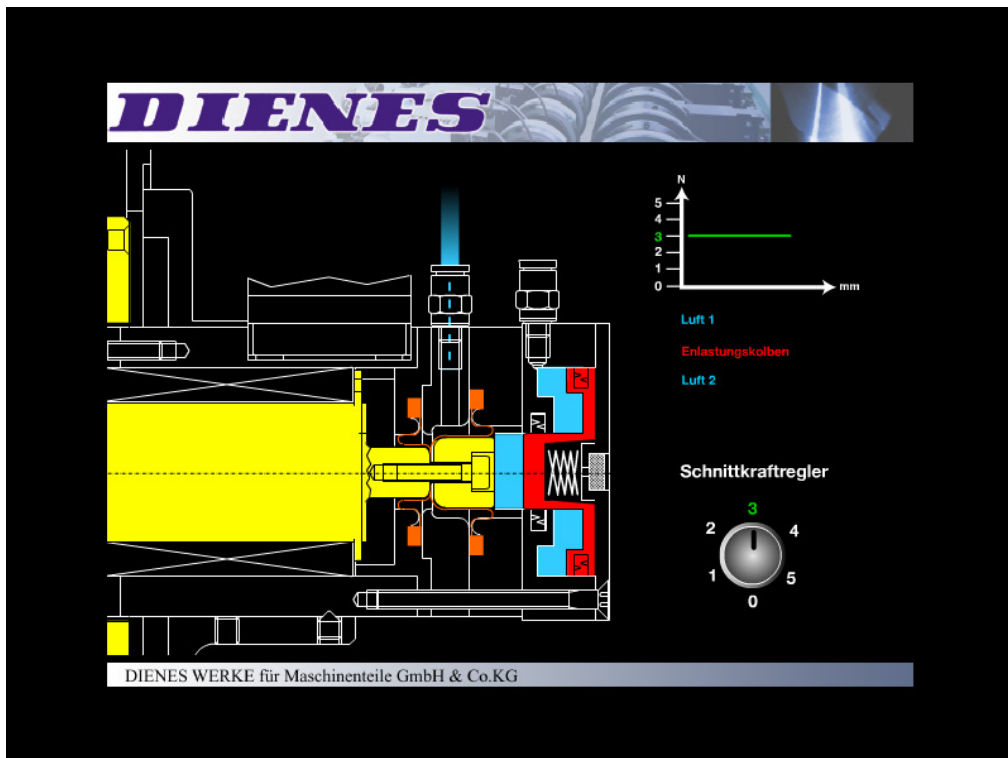 DIENES
N
5
4
3
2
1
0
mm
Luft 1
Enlastungskolben
Luft 2
Schnittkraftregler
3
2
4
1
5
0
DIENES WERKE für Maschinenteile GmbH & Co.KG